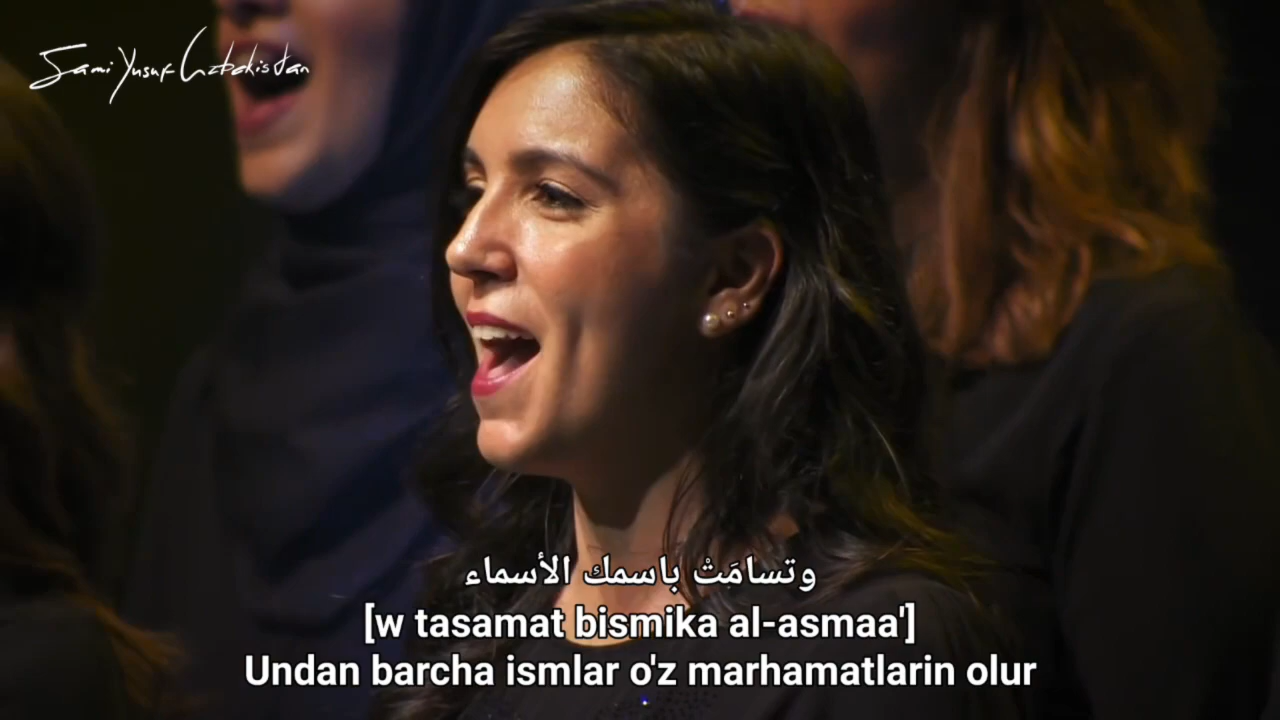 Sami Yusuf Uzbekistan
وتسامَتْ باسمك الأسماء
[w tasamat bismika al-asmaa']
Undan barcha ismlar o'z marhamatlarin olur